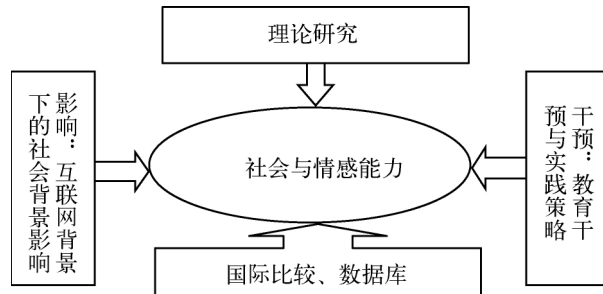 理论研究
影响：互联网背景
下的社会背景影响
社会与情感能力
干预：教育干
预与实践策略
国际比较、数据库